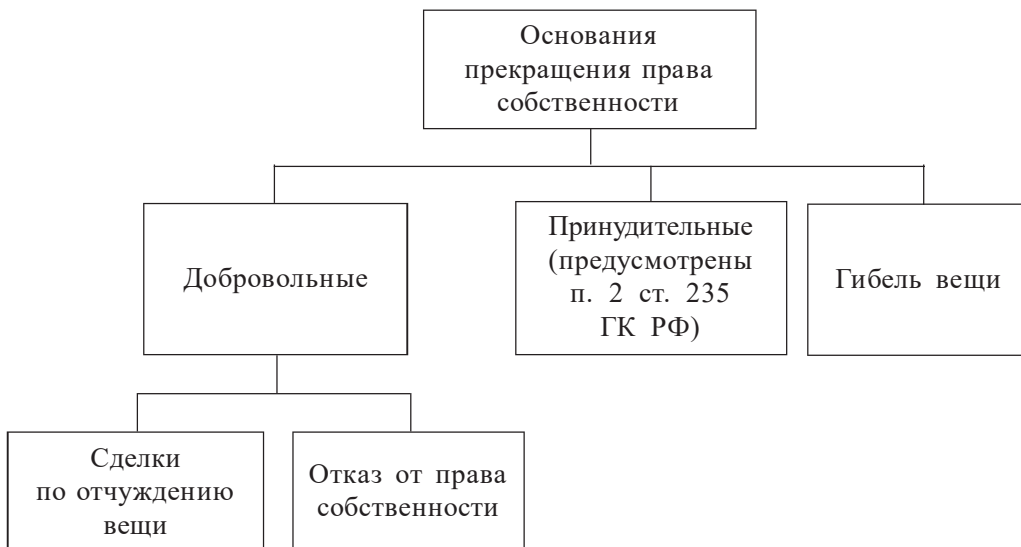 Основания
прекращения права
собственности
Добровольные
Принудительные
(предусмотрены
п. 2 ст. 235
ГК РФ)
Гибель вещи
Сделки
по отчуждению
вещи
Отказ от права
собственности